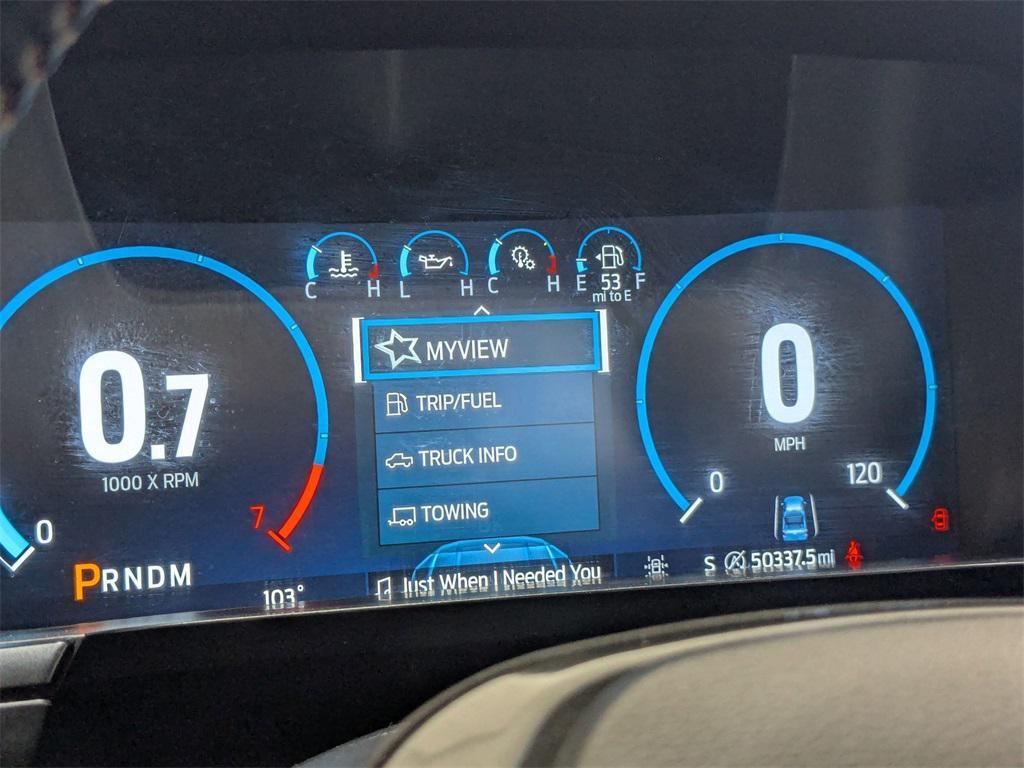 C H
L H
C H
E F
53
mi to E
MYVIEW
TRIP/FUEL
TRUCK INFO
TOWING
0.7
1000 X RPM
0
7
0
MPH
0
120
PRNDM
103°
Just When I Needed You
S
50337.5 mi